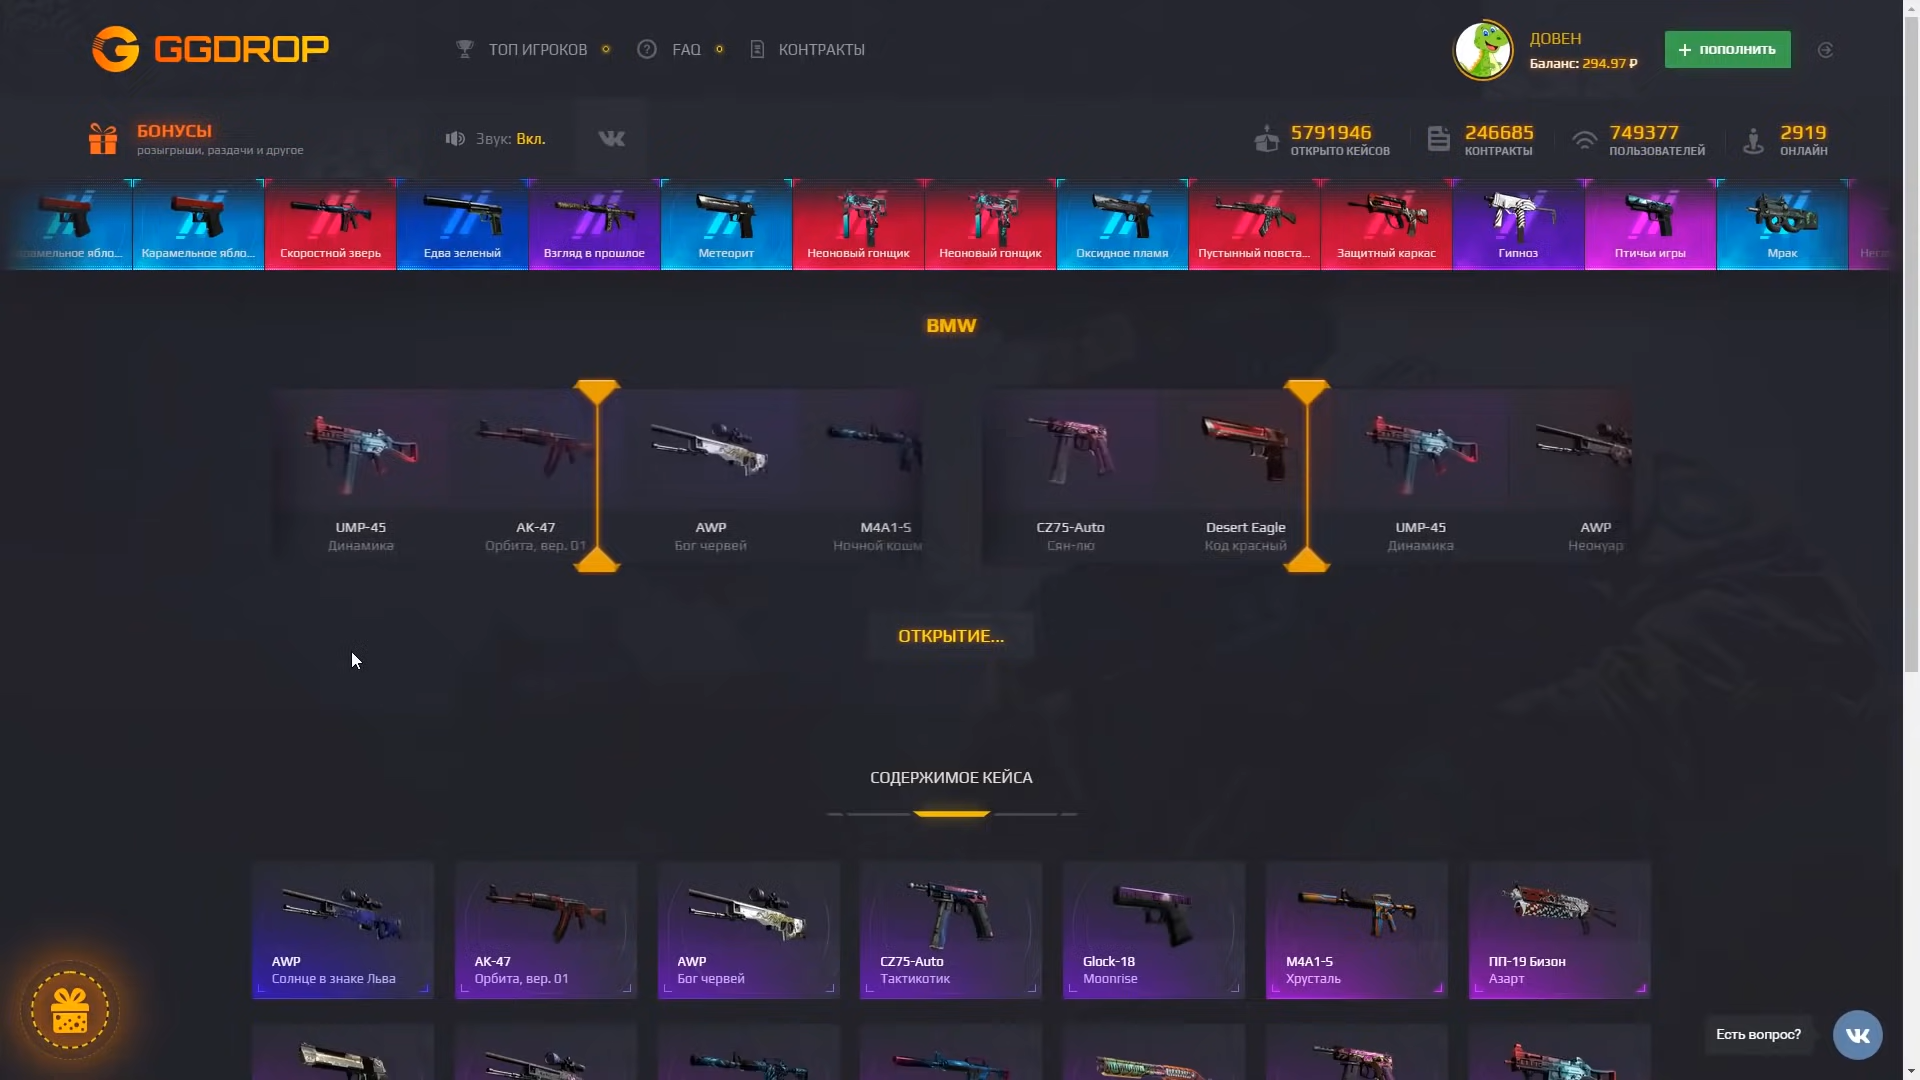 GGDROP
ТОП ИГРОКОВ
FAQ
КОНТРАКТЫ
ДОВЕН
Баланс: 294.97 ₽
+ ПОПОЛНИТЬ
БОНУСЫ
розыгрыши, раздачи и другое
Звук: Вкл.
5791946
ОТКРЫТО КЕЙСОВ
246685
КОНТРАКТЫ
749377
ПОЛЬЗОВАТЕЛЕЙ
2919
ОНЛАЙН
Карамельное ябло...
Скоростной зверь
Едва зеленый
Взгляд в прошлое
Метеорит
Неоновый гонщик
Неоновый гонщик
Оксидное пламя
Пустынный повста...
Защитный каркас
Гипноз
Птичьи игры
Мрак
BMW
UMP-45
Динамика
AK-47
Орбита, вер. 01
AWP
Бог червей
M4A1-S
Ночной кошм
CZ75-Auto
Сян-лю
Desert Eagle
Код красный
UMP-45
Динамика
AWP
Неонуар
ОТКРЫТИЕ...
СОДЕРЖИМОЕ КЕЙСА
AWP
Солнце в знаке Льва
AK-47
Орбита, вер. 01
AWP
Бог червей
CZ75-Auto
Тактикотик
Glock-18
Moonrise
M4A1-S
Хрусталь
ПП-19 Бизон
Азарт
Есть вопрос?